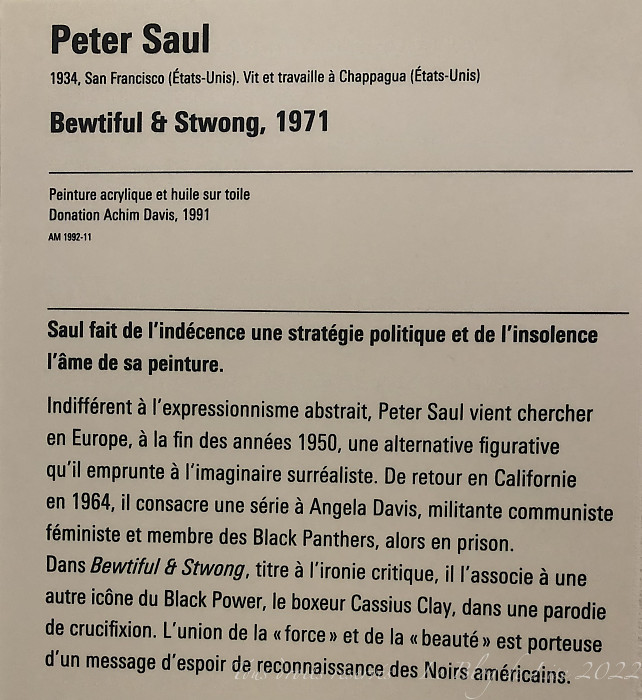 Peter Saul
1934, San Francisco (États-Unis). Vit et travaille à Chappagua (États-Unis)
Bewtiful & Stwong, 1971
Peinture acrylique et huile sur toile
Donation Achim Davis, 1991
AM 1992-11
Saul fait de l'indécence une stratégie politique et de l'insolence
l'âme de sa peinture.
Indifférent à l'expressionnisme abstrait, Peter Saul vient chercher
en Europe, à la fin des années 1950, une alternative figurative
qu'il emprunte à l'imaginaire surréaliste. De retour en Californie
en 1964, il consacre une série à Angela Davis, militante communiste
féministe et membre des Black Panthers, alors en prison.
Dans Bewtiful & Stwong, titre à l'ironie critique, il l'associe à une
autre icône du Black Power, le boxeur Cassius Clay, dans une parodie
de crucifixion. L'union de la « force » et de la « beauté » est porteuse
d'un message d'espoir de reconnaissance des Noirs américains.
tous droits réservés 2022